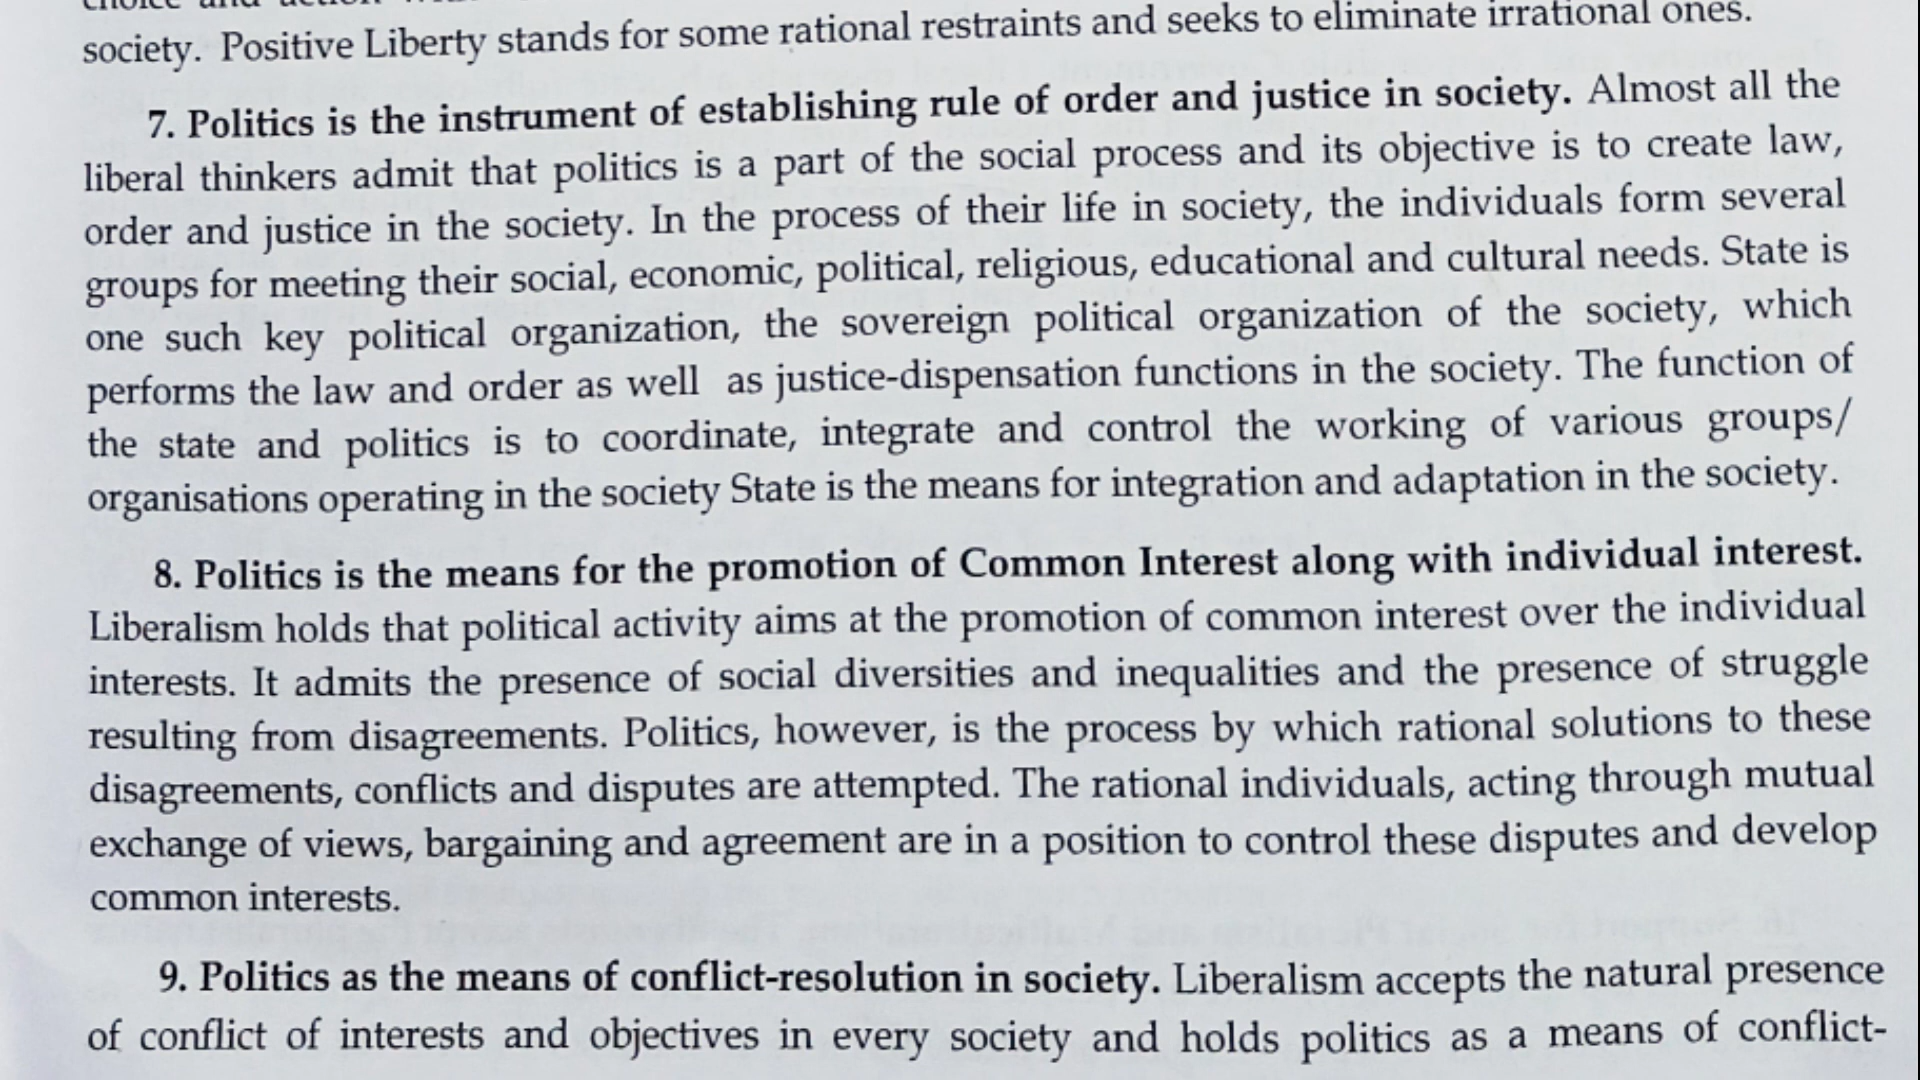 society. Positive Liberty stands for some rational restraints and seeks to eliminate irrational ones.
7. Politics is the instrument of establishing rule of order and justice in society. Almost all the
liberal thinkers admit that politics is a part of the social process and its objective is to create law,
order and justice in the society. In the process of their life in society, the individuals form several
groups for meeting their social, economic, political, religious, educational and cultural needs. State is
one such key political organization, the sovereign political organization of the society, which
performs the law and order as well as justice-dispensation functions in the society. The function of
the state and politics is to coordinate, integrate and control the working of various groups/
organisations operating in the society State is the means for integration and adaptation in the society.
8. Politics is the means for the promotion of Common Interest along with individual interest.
Liberalism holds that political activity aims at the promotion of common interest over the individual
interests. It admits the presence of social diversities and inequalities and the presence of struggle
resulting from disagreements. Politics, however, is the process by which rational solutions to these
disagreements, conflicts and disputes are attempted. The rational individuals, acting through mutual
exchange of views, bargaining and agreement are in a position to control these disputes and develop
common interests.
9. Politics as the means of conflict-resolution in society. Liberalism accepts the natural presence
of conflict of interests and objectives in every society and holds politics as a means of conflict-